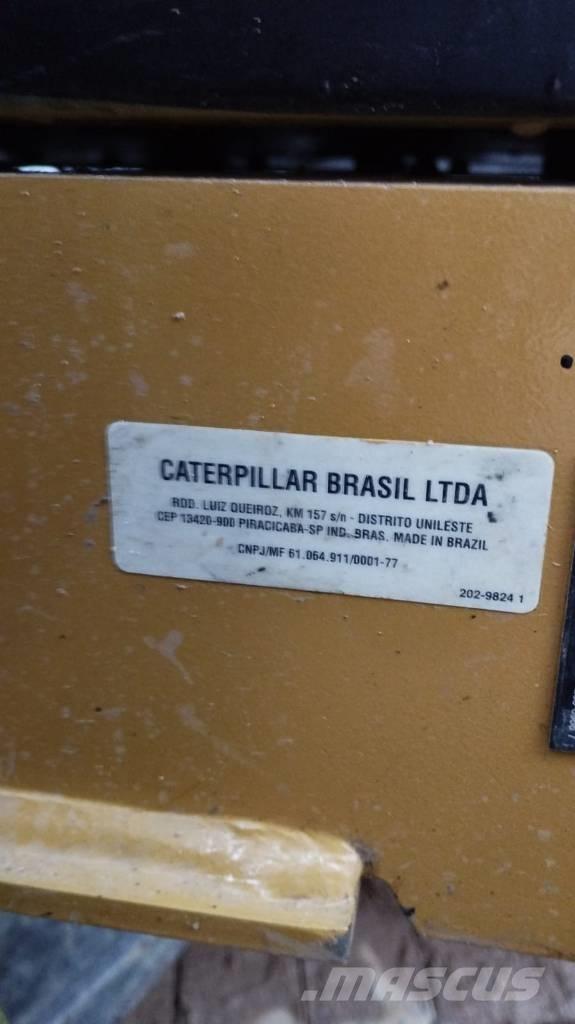 CATERPILLAR BRASIL LTDA
ROD. LUIZ QUEIROZ, KM 157 s/n - DISTRITO UNILESTE
CEP 13420-900 PIRACICABA-SP IND. BRAS. MADE IN BRAZIL
CNPJ/MF 61.064.911/0001-77
202-9824 1
MASCUS